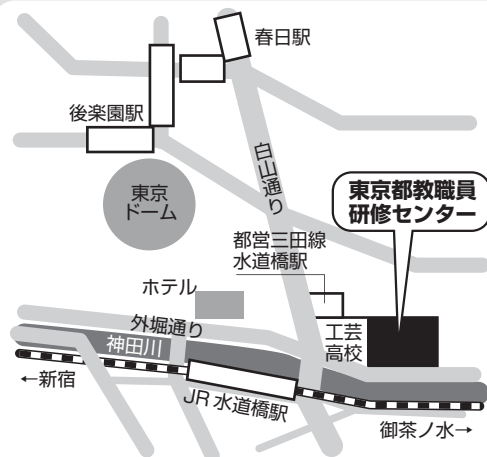 春日駅
後楽園駅
白山通り
東京
ドーム
東京都教職員
研修センター
都営三田線
水道橋駅
ホテル
外堀通り
工芸
高校
神田川
←新宿
JR水道橋駅
御茶ノ水→